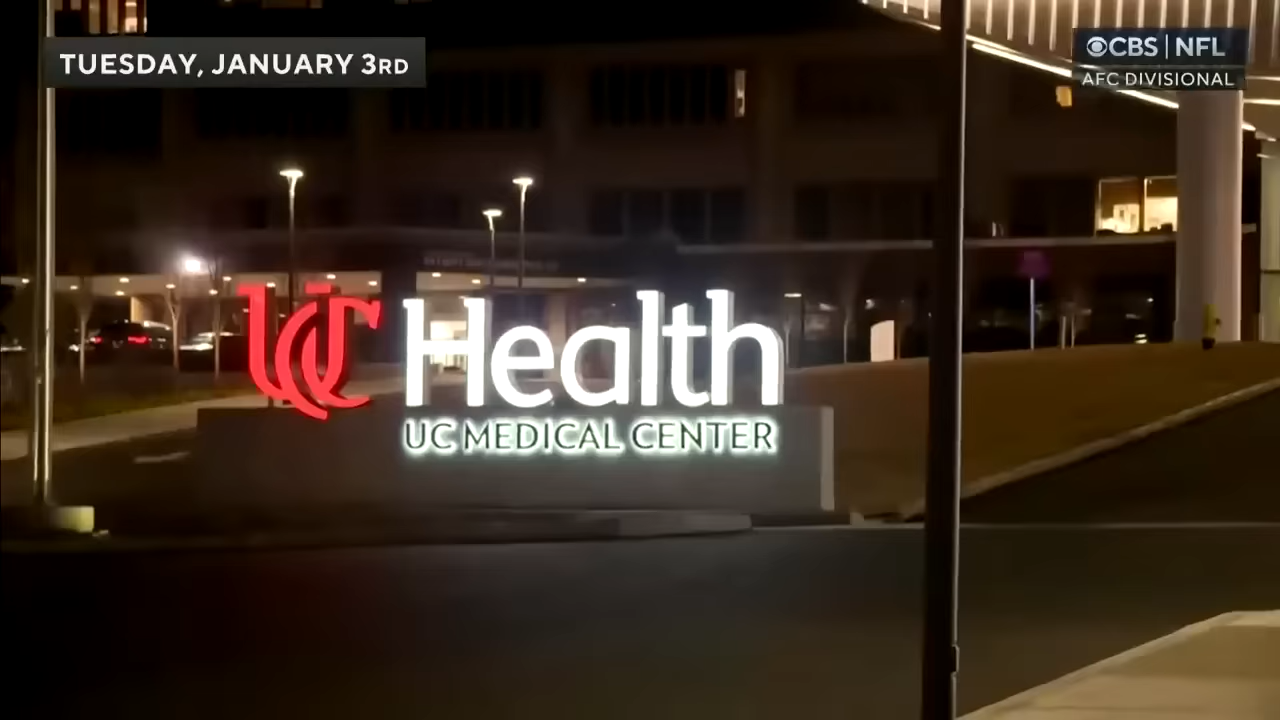 TUESDAY, JANUARY 3RD
CBS | NFL
AFC DIVISIONAL
UC Health
UC MEDICAL CENTER